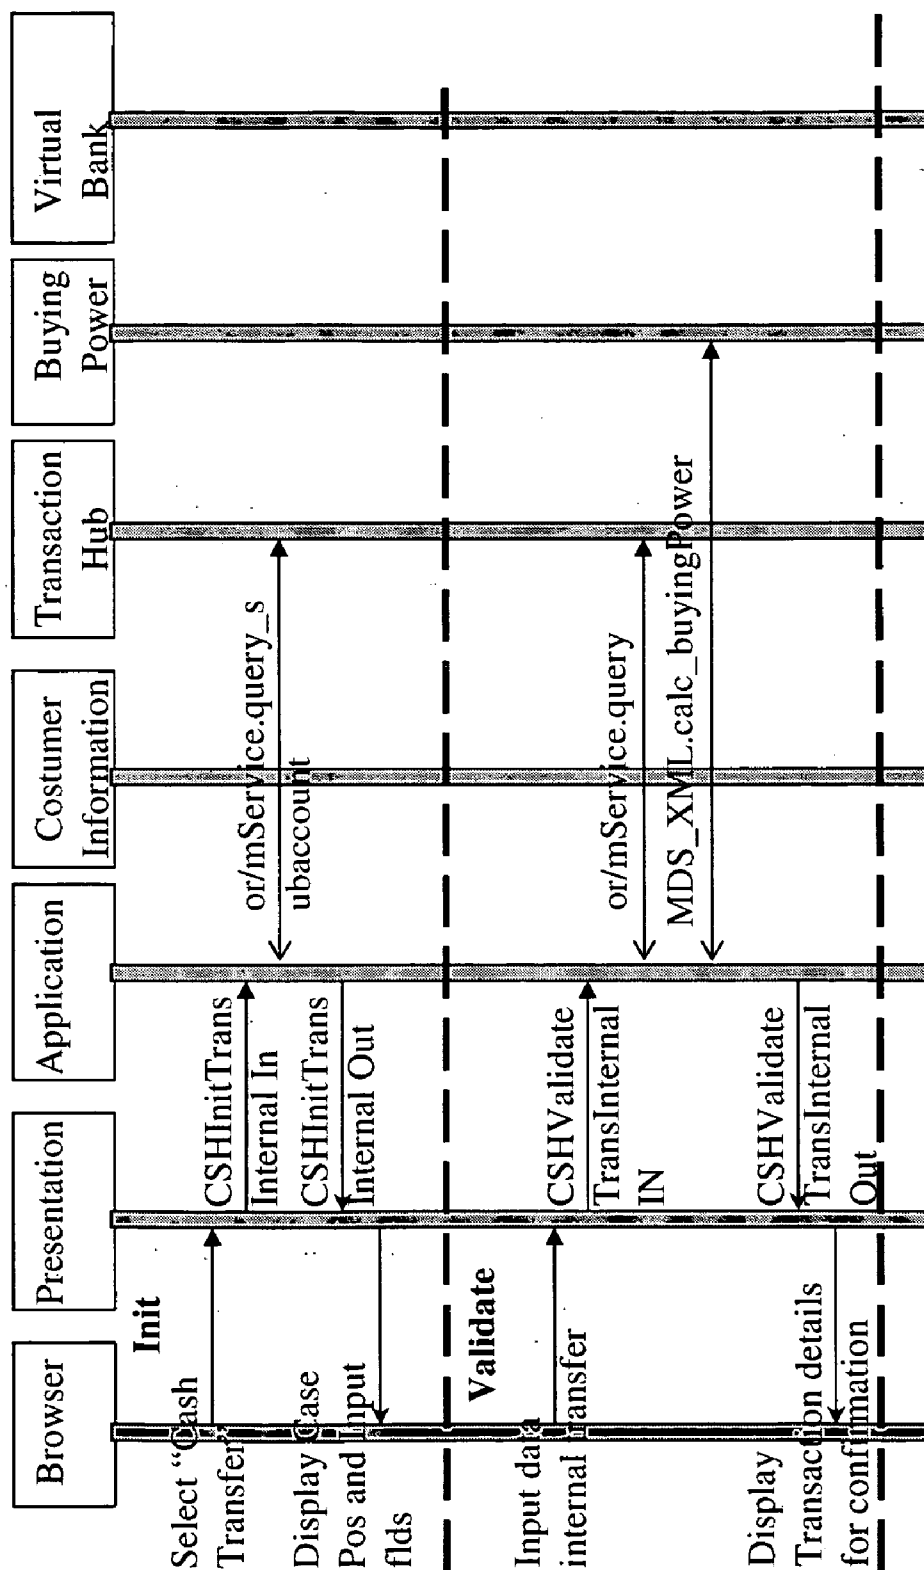 Browser
Presentation
Application
Costumer
Information
Transaction
Hub
Buying
Power
Virtual
Bank
Init
Select “Cash
Transfer
CSHInitTrans
Internal In
or/mService.query_s
ubaccount
CSHInitTrans
Internal Out
Display Case
Pos and Input
flds
Validate
Input data
internal transfer
CSHValidate
TransInternal
IN
or/mService.query
MDS_XML.calc_buyingPower
CSHValidate
TransInternal
Out
Display
Transaction details
for confirmation